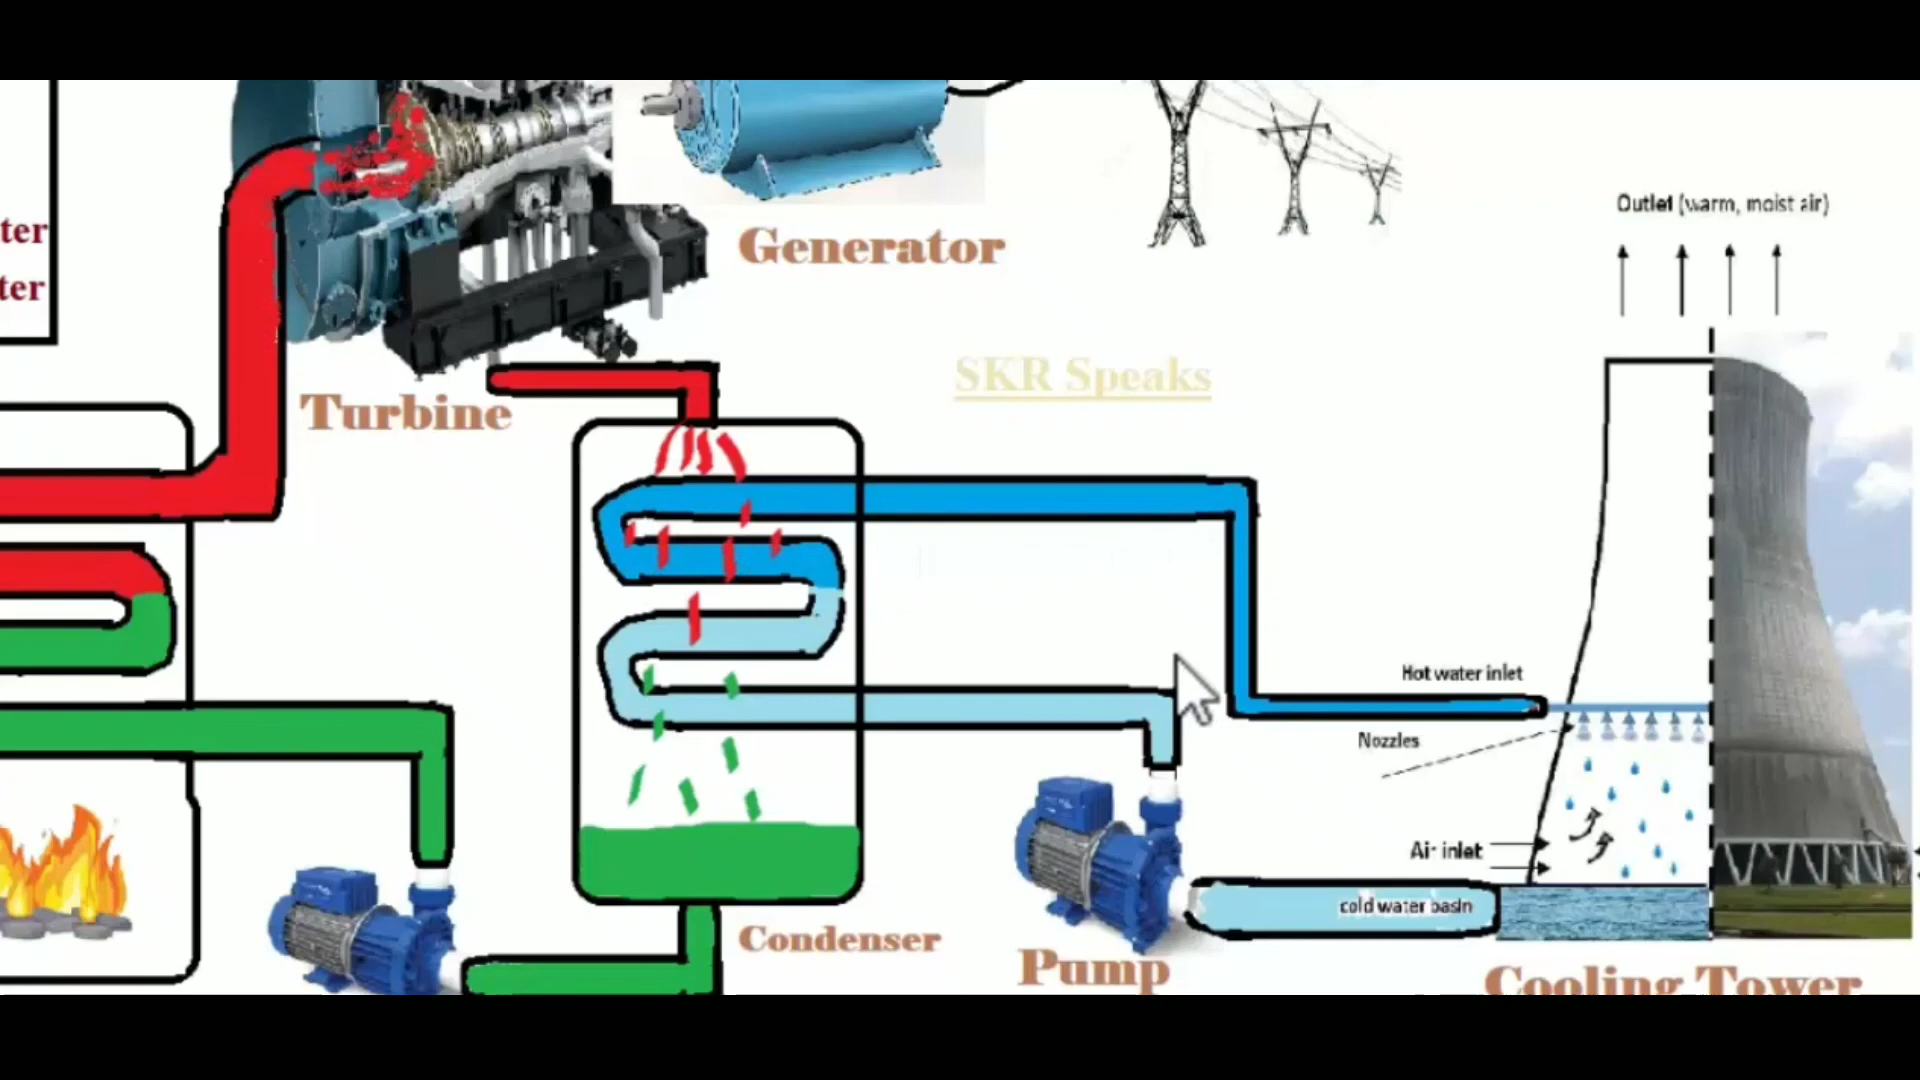 Outlet (warm, moist air)
ter
Generator
ter
SKR Speaks
Turbine
Hot water inlet
Nozzles
Air inlet
cold water basin
Condenser
Pump
Cooling Tower